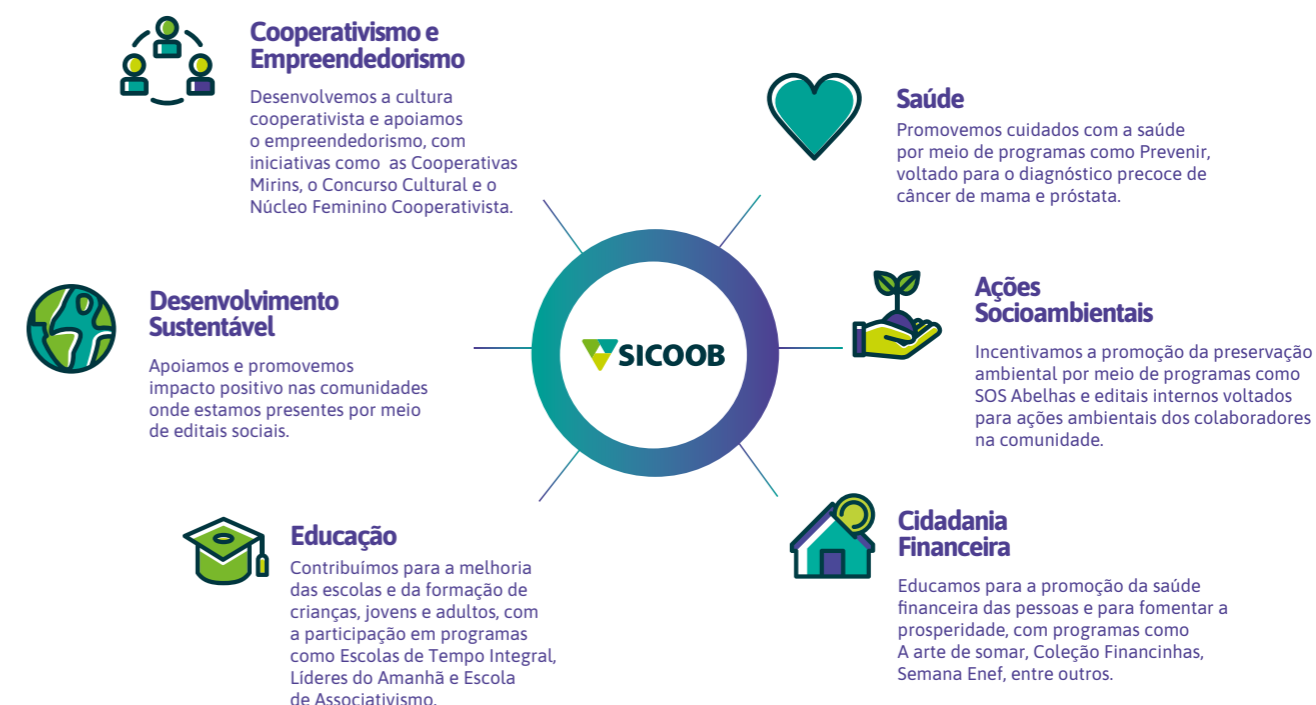 Cooperativismo e
Empreendedorismo
Desenvolvemos a cultura
cooperativista e apoiamos
o empreendedorismo, com
iniciativas como as Cooperativas
Mirins, o Concurso Cultural e o
Núcleo Feminino Cooperativista.
Saúde
Promovemos cuidados com a saúde
por meio de programas como Prevenir,
voltado para o diagnóstico precoce de
câncer de mama e próstata.
Desenvolvimento
Sustentável
Apoiamos e promovemos
impacto positivo nas comunidades
onde estamos presentes por meio
de editais sociais.
SICOOB
Ações
Socioambientais
Incentivamos a promoção da preservação
ambiental por meio de programas como
SOS Abelhas e editais internos voltados
para ações ambientais dos colaboradores
na comunidade.
Educação
Contribuímos para a melhoria
das escolas e da formação de
crianças, jovens e adultos, com
a participação em programas
como Escolas de Tempo Integral,
Líderes do Amanhã e Escola
de Associativismo.
Cidadania
Financeira
Educamos para a promoção da saúde
financeira das pessoas e para fomentar a
prosperidade, com programas como
A arte de somar, Coleção Financinhas,
Semana Enef, entre outros.